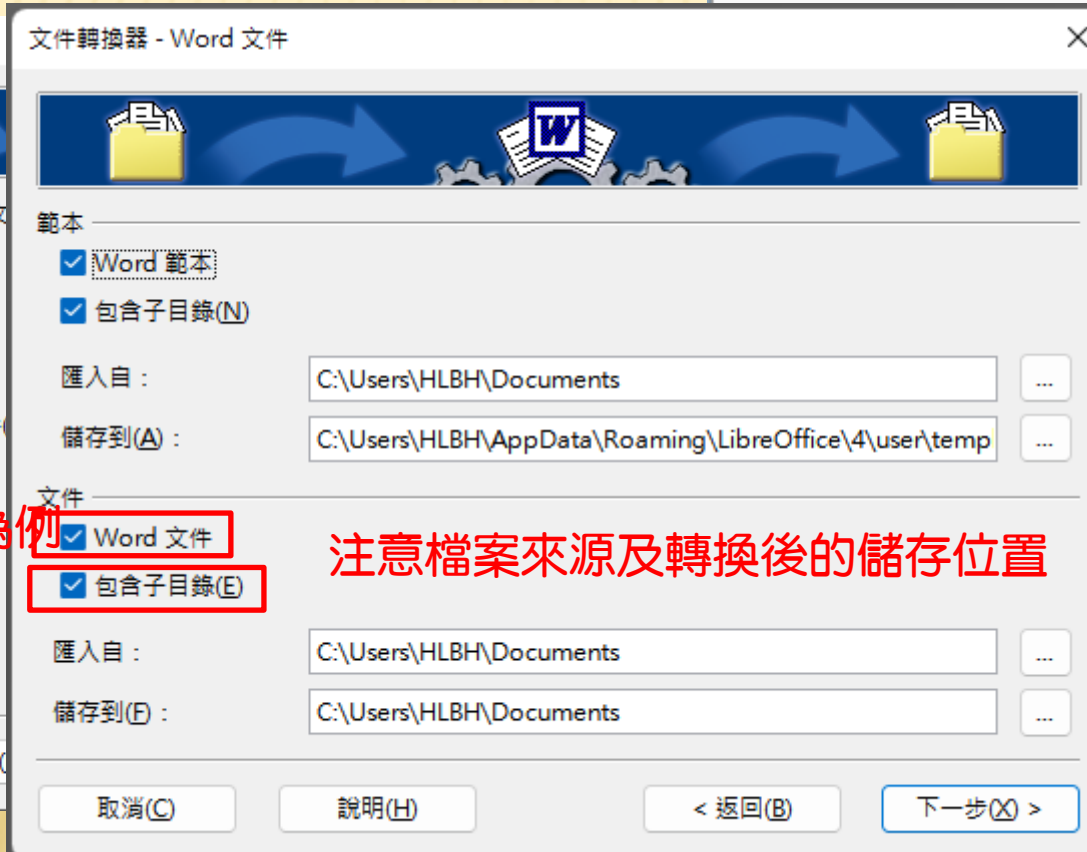 文件轉換器 - Word 文件
W
範本
Word 範本
包含子目錄(N)
匯入自：
C:\Users\HLBH\Documents
...
儲存到(A)：
C:\Users\HLBH\AppData\Roaming\LibreOffice\4\user\temp
...
文件
例
Word 文件
注意檔案來源及轉換後的儲存位置
包含子目錄(E)
匯入自：
C:\Users\HLBH\Documents
...
儲存到(F)：
C:\Users\HLBH\Documents
...
取消(C)
說明(H)
< 返回(B)
下一步(X) >